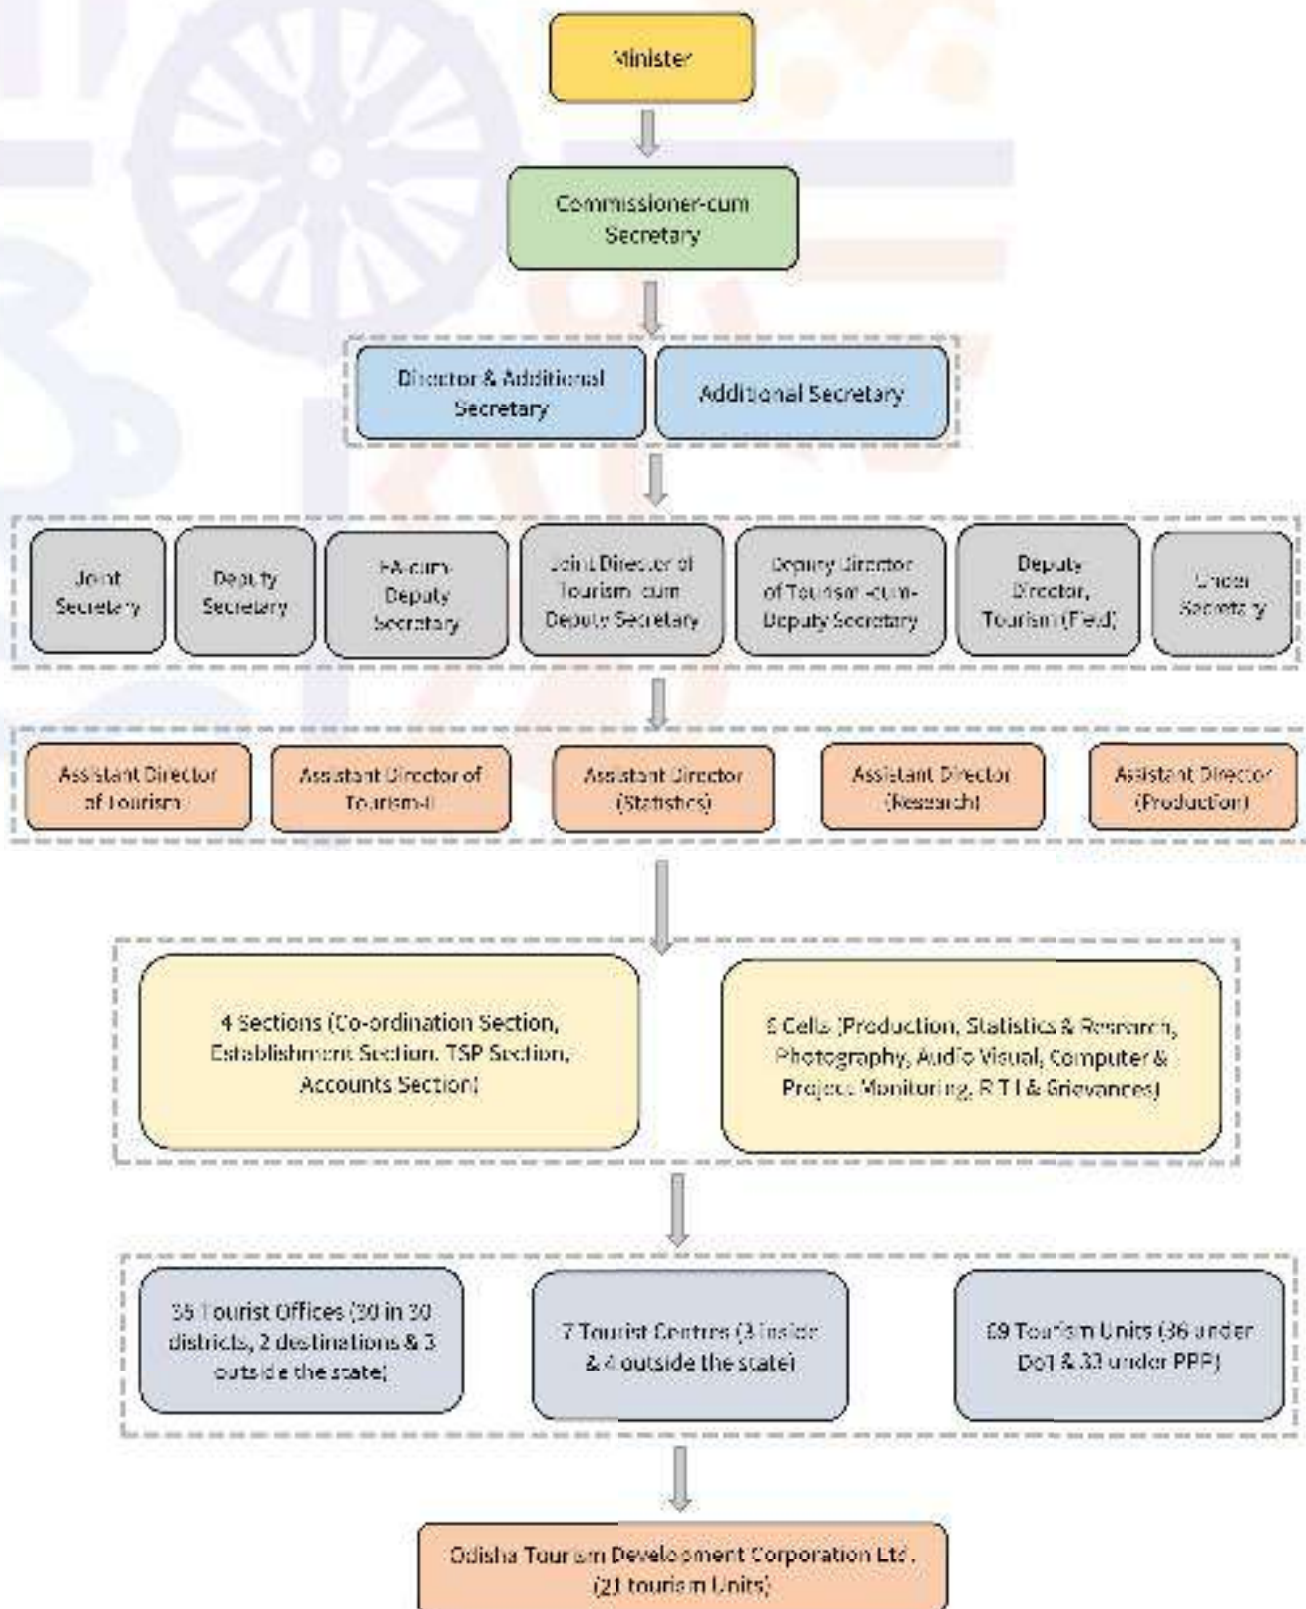 Minister
Commissioner-cum
Secretary
Director & Additional
Secretary
Additional Secretary
Joint
Secretary
Deputy
Secretary
FA-cum-
Deputy
Secretary
Joint Director of
Tourism -cum
Deputy Secretary
Deputy Director
of Tourism -cum-
Deputy Secretary
Deputy
Director,
Tourism (Field)
Under
Secretary
Assistant Director
of Tourism
Assistant Director of
Tourism-II
Assistant Director
(Statistics)
Assistant Director
(Research)
Assistant Director
(Production)
4 Sections (Co-ordination Section,
Establishment Section, TSP Section,
Accounts Section)
6 Cells (Production, Statistics & Research,
Photography, Audio Visual, Computer &
Project Monitoring, R T I & Grievances)
35 Tourist Offices (30 in 30
districts, 2 destinations & 3
outside the state)
7 Tourist Centres (3 inside
& 4 outside the state)
69 Tourism Units (36 under
DoT & 33 under PPP)
Odisha Tourism Development Corporation Ltd.
(21 tourism Units)